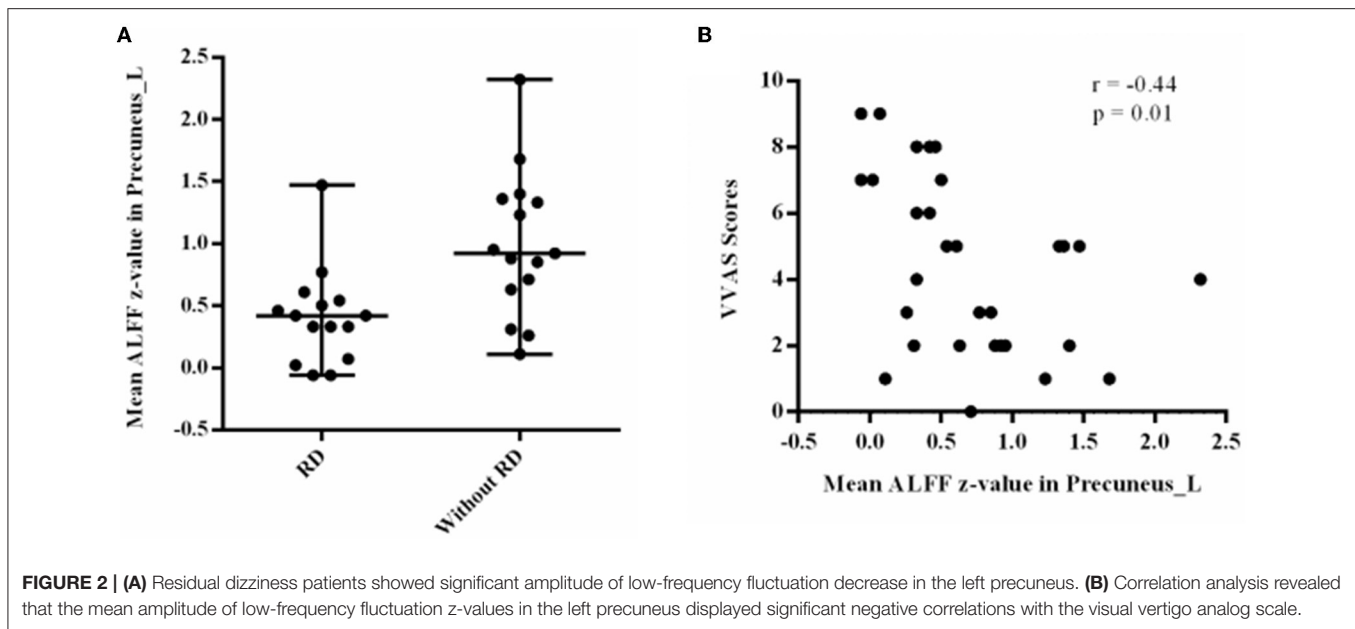 A
Mean ALFF z-value in Precuneus_L
2.5
2.0
1.5
1.0
0.5
0.0
-0.5
RD
Without RD
B
r = -0.44
p = 0.01
VVAS Scores
10
8
6
4
2
0
-0.5 0.0 0.5 1.0 1.5 2.0 2.5
Mean ALFF z-value in Precuneus_L
FIGURE 2 | (A) Residual dizziness patients showed significant amplitude of low-frequency fluctuation decrease in the left precuneus. (B) Correlation analysis revealed
that the mean amplitude of low-frequency fluctuation z-values in the left precuneus displayed significant negative correlations with the visual vertigo analog scale.